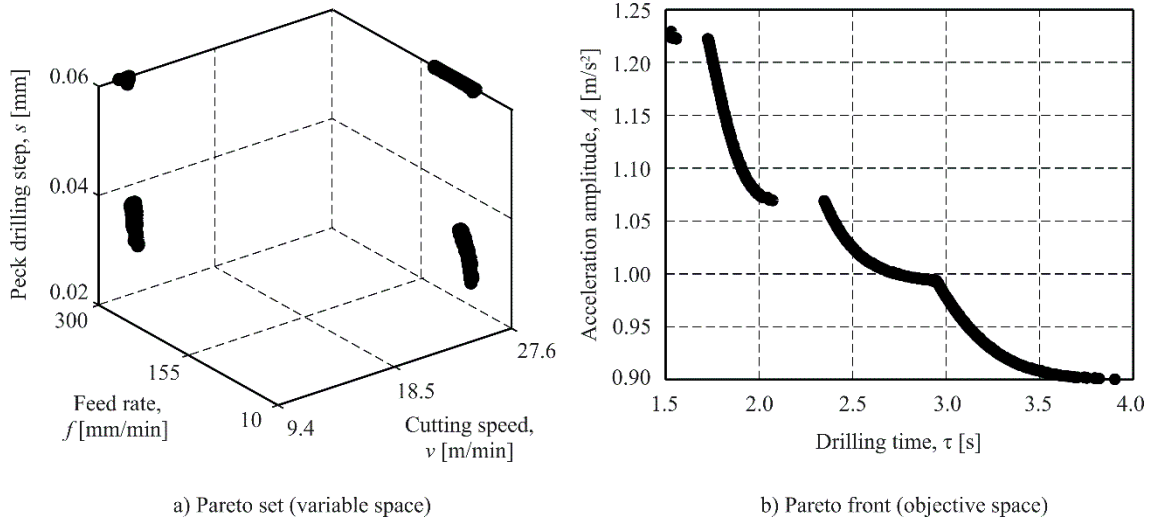 Peck drilling step, s [mm]
0.06
0.04
0.02
300
155
10
Feed rate,
f [mm/min]
9.4
18.5
27.6
Cutting speed,
v [m/min]
a) Pareto set (variable space)
Acceleration amplitude, A [m/s²]
1.25
1.20
1.15
1.10
1.05
1.00
0.95
0.90
1.5
2.0
2.5
3.0
3.5
4.0
Drilling time, τ [s]
b) Pareto front (objective space)